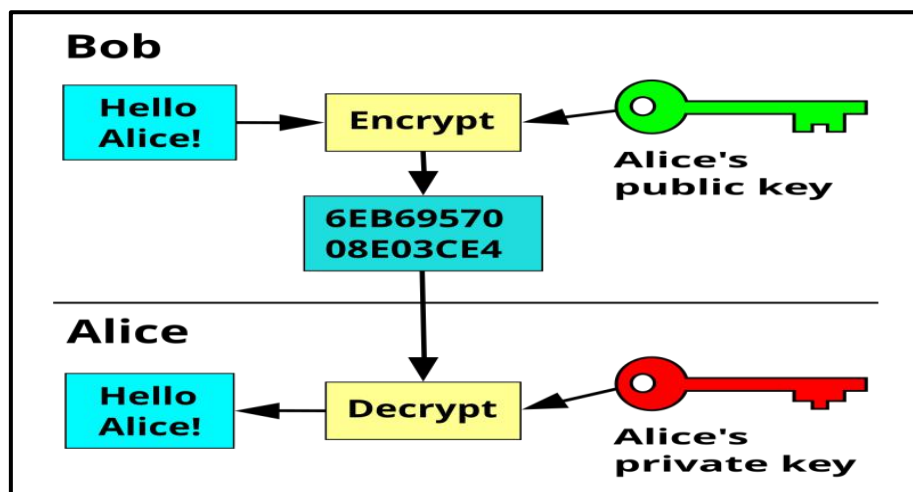 Bob
Hello
Alice!
Encrypt
Alice's
public key
6EB69570
08E03CE4
Alice
Hello
Alice!
Decrypt
Alice's
private key